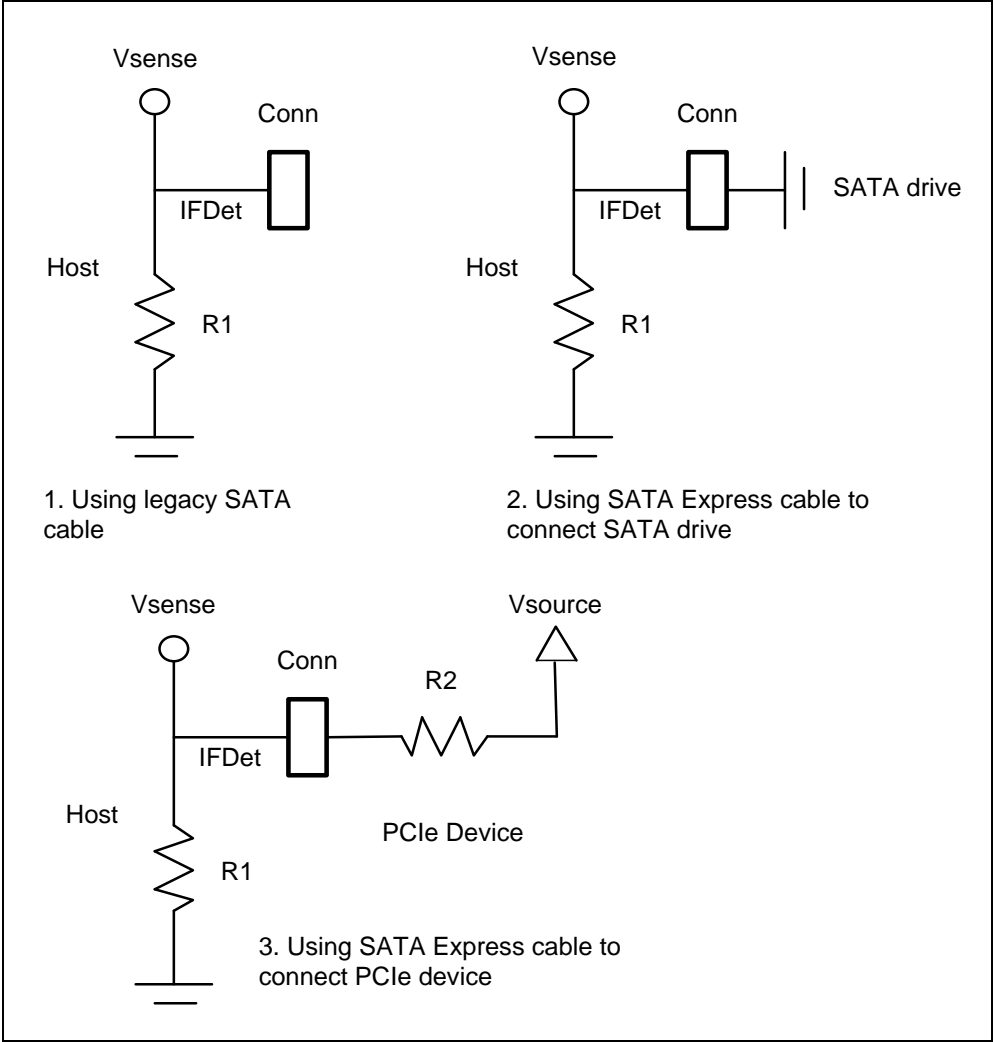 Vsense
Conn
IFDet
Host
R1
1. Using legacy SATA
cable
Vsense
Conn
SATA drive
IFDet
Host
R1
2. Using SATA Express cable to
connect SATA drive
Vsense
Vsource
Conn
R2
IFDet
Host
PCIe Device
R1
3. Using SATA Express cable to
connect PCIe device